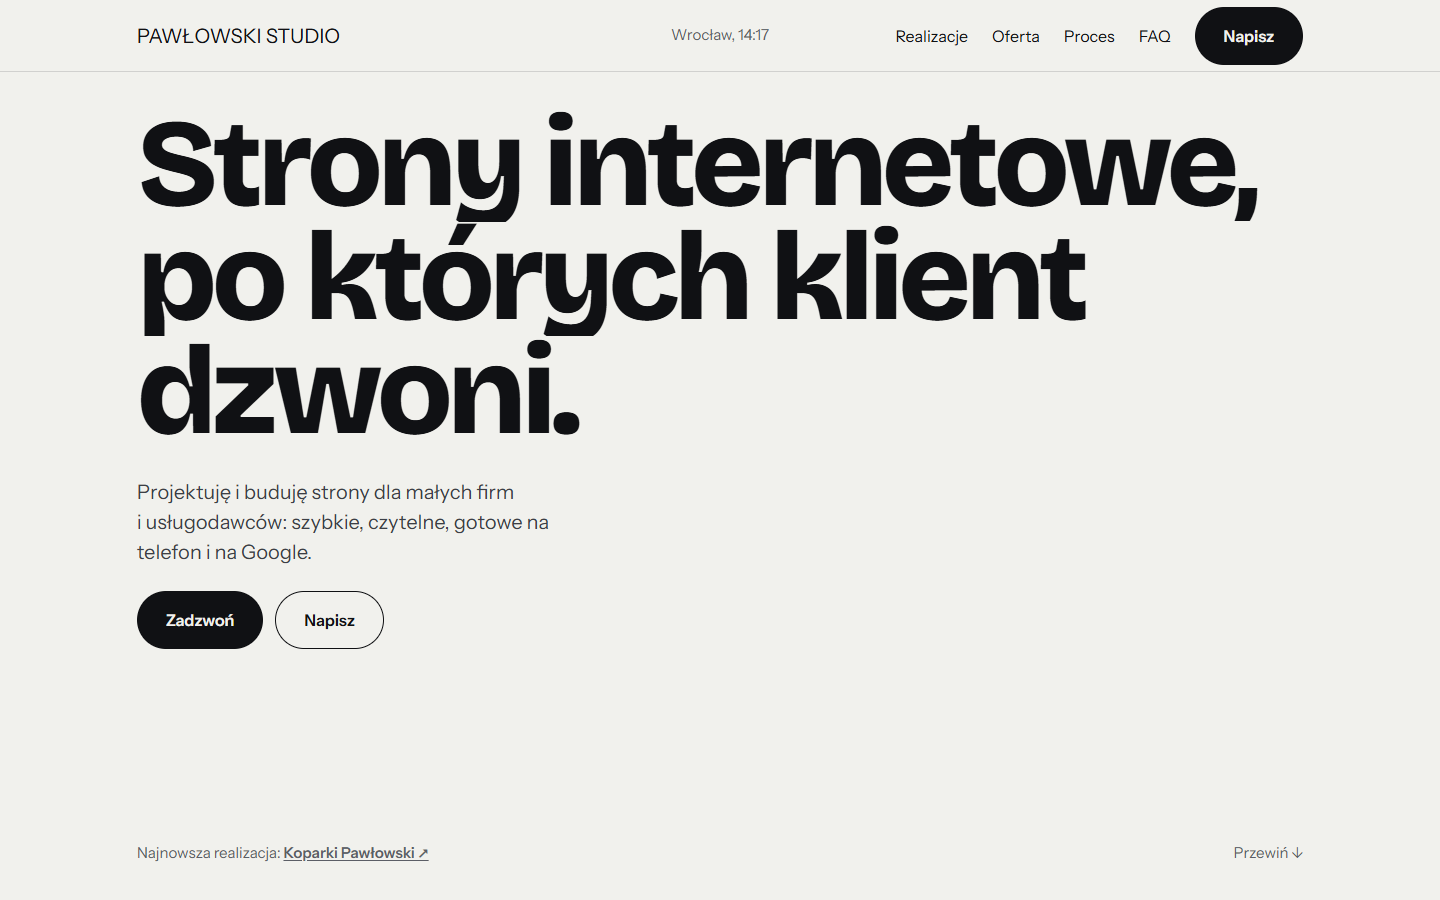 PAWŁOWSKI STUDIO
Wrocław, 14:17
Realizacje
Oferta
Proces
FAQ
Napisz
Strony internetowe,
po których klient
dzwoni.
Projektuję i buduję strony dla małych firm
i usługodawców: szybkie, czytelne, gotowe na
telefon i na Google.
Zadzwoń
Napisz
Najnowsza realizacja: Koparki Pawłowski ↗
Przewiń ↓